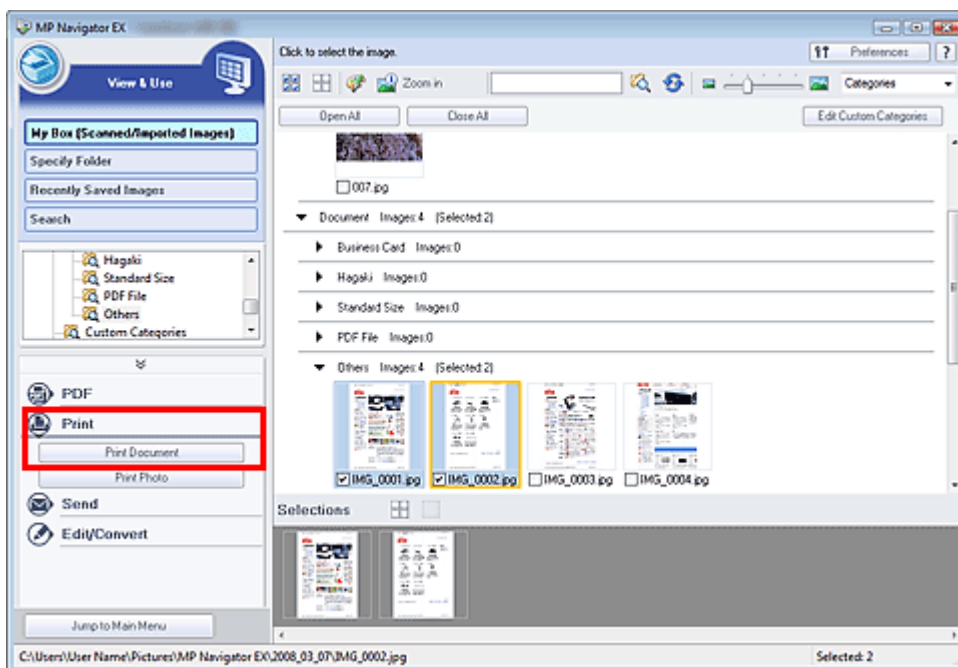 MP Navigator EX
View & Use
My Box (Scanned/Imported Images)
Specify Folder
Recently Saved Images
Search
Hagaki
Standard Size
PDF File
Others
Custom Categories
PDF
Print
Print Document
Print Photo
Send
Edit/Convert
Jump to Main Menu
Click to select the image.
Preferences
?
Zoom in
Categories
Open All
Close All
Edit Custom Categories
007.jpg
Document Images:4 (Selected:2)
Business Card Images:0
Hagaki Images:0
Standard Size Images:0
PDF File Images:0
Others Images:4 (Selected:2)
IMG_0001.jpg IMG_0002.jpg IMG_0003.jpg IMG_0004.jpg
Selections
C:\Users\User Name\Pictures\MP Navigator EX\2008_03_07\IMG_0002.jpg
Selected: 2